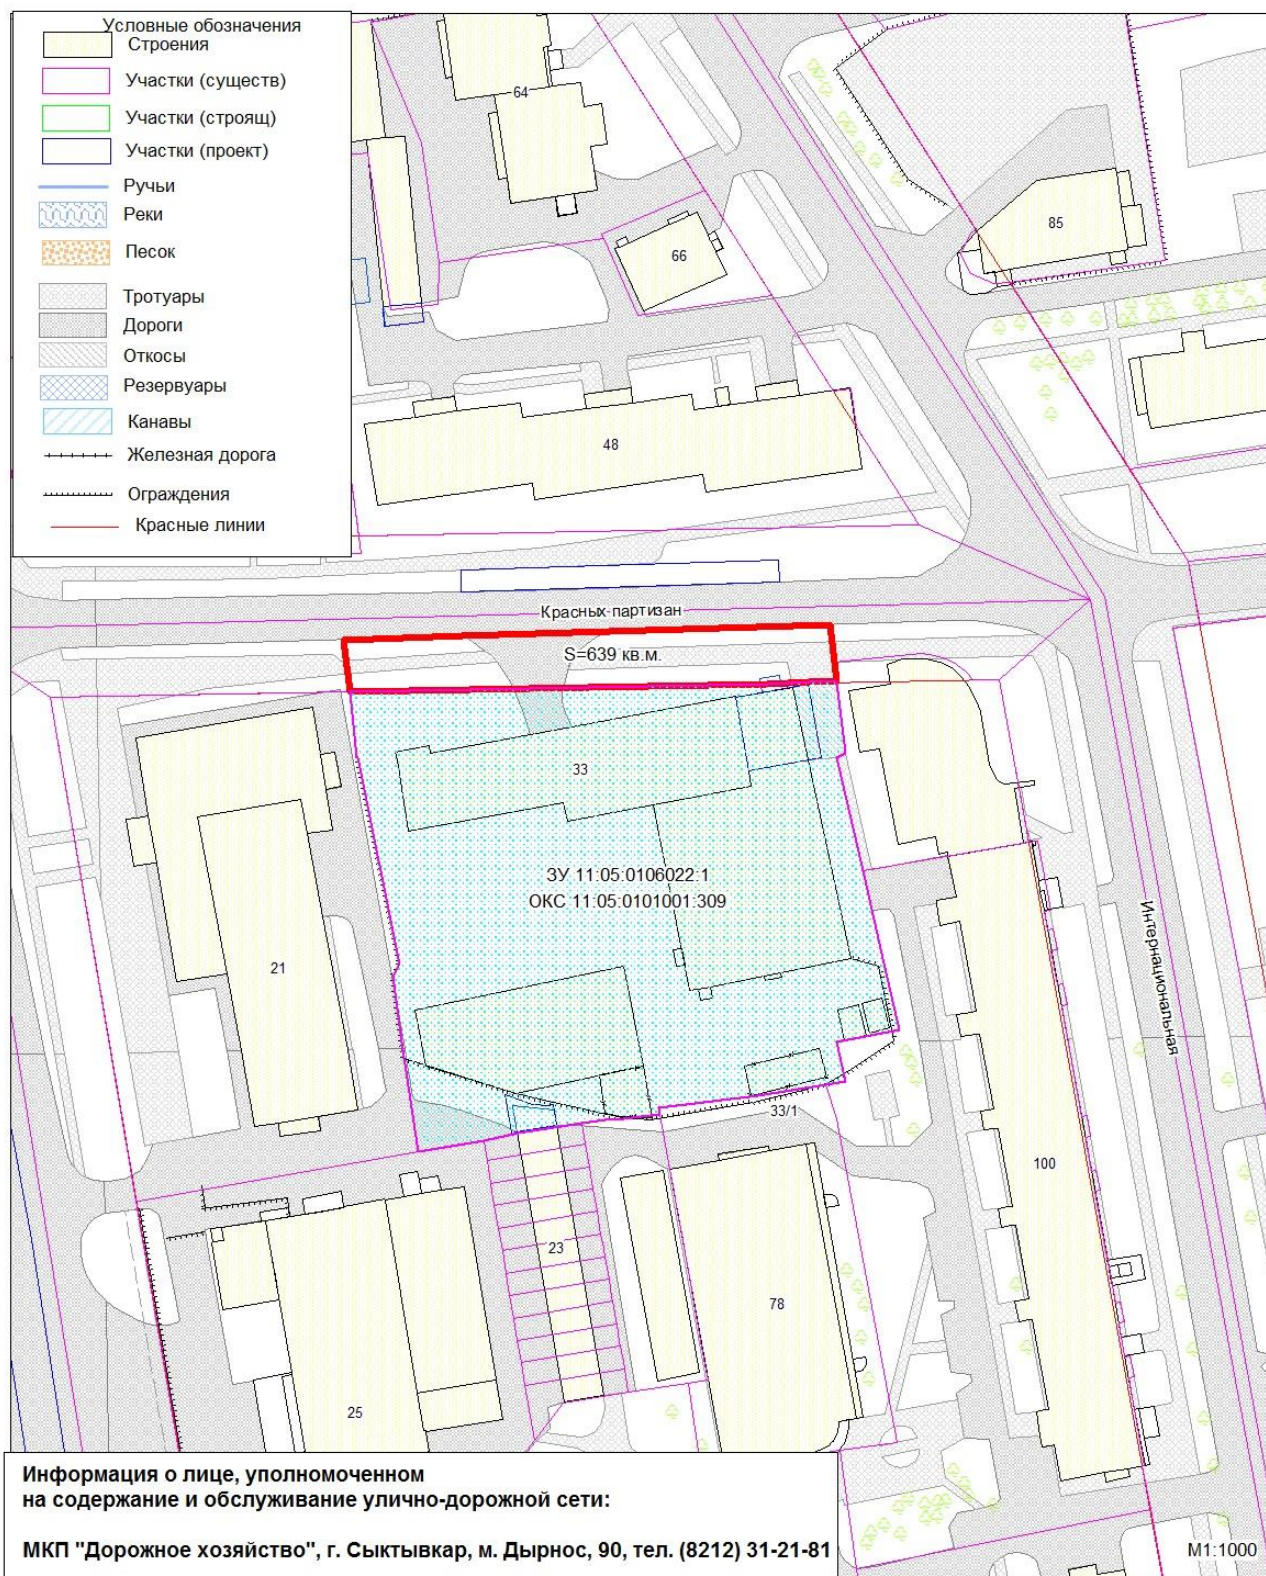 Условные обозначения
Строения
Участки (существ)
Участки (строящ)
Участки (проект)
Ручьи
Реки
Песок
Тротуары
Дороги
Откосы
Резервуары
Канавы
Железная дорога
Ограждения
Красные линии
64
85
66
48
Красных партизан
S=639 кв.м.
33
ЗУ 11:05:0106022:1
ОКС 11:05:0101001:309
Интернациональная
21
33/1
100
23
78
25
Информация о лице, уполномоченном
на содержание и обслуживание улично-дорожной сети:
МКП "Дорожное хозяйство", г. Сыктывкар, м. Дырнос, 90, тел. (8212) 31-21-81
М1:1000